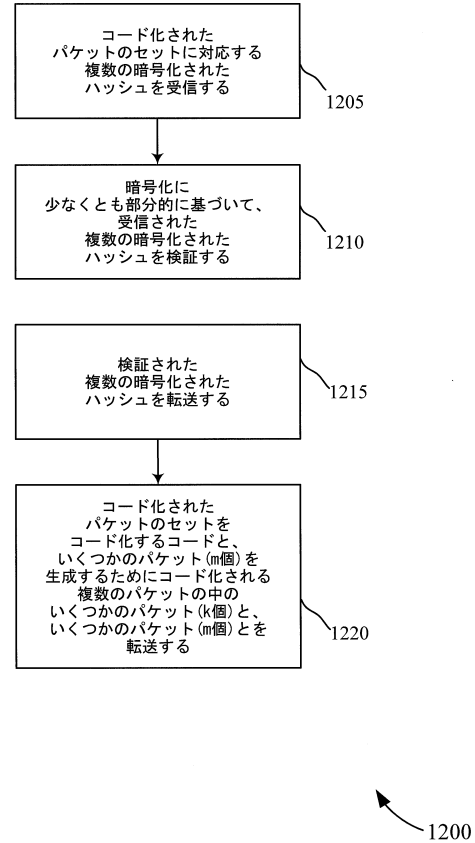 コード化された
パケットのセットに対応する
複数の暗号化された
ハッシュを受信する
1205
暗号化に
少なくとも部分的に基づいて、
受信された
複数の暗号化された
ハッシュを検証する
1210
検証された
複数の暗号化された
ハッシュを転送する
1215
コード化された
パケットのセットを
コード化するコードと、
いくつかのパケット(m個)を
生成するためにコード化される
複数のパケットの中の
いくつかのパケット(k個)と、
いくつかのパケット(m個)とを
転送する
1220
1200